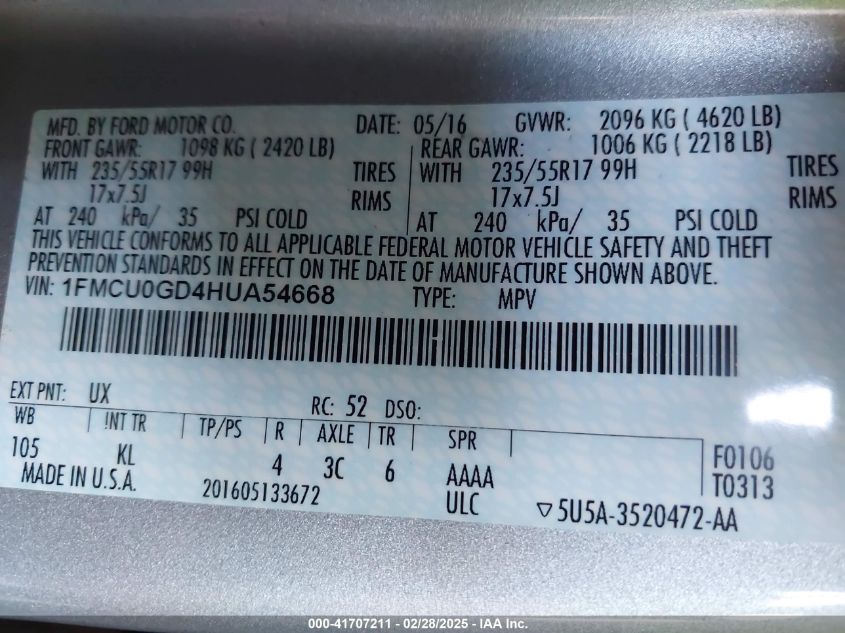 MFD. BY FORD MOTOR CO. DATE: 05/16 GVWR: 2096 KG ( 4620 LB)
FRONT GAWR: 1098 KG ( 2420 LB) REAR GAWR: 1006 KG ( 2218 LB)
WITH 235/55R17 99H TIRES WITH 235/55R17 99H TIRES
17x7.5J RIMS 17x7.5J RIMS
AT 240 kPa/ 35 PSI COLD AT 240 kPa/ 35 PSI COLD
THIS VEHICLE CONFORMS TO ALL APPLICABLE FEDERAL MOTOR VEHICLE SAFETY AND THEFT
PREVENTION STANDARDS IN EFFECT ON THE DATE OF MANUFACTURE SHOWN ABOVE.
VIN: 1FMCU0GD4HUA54668 TYPE: MPV
EXT PNT: UX RC: 52 DSO:
WB INT TR TP/PS R AXLE TR SPR
105 KL 4 3C 6 AAAA F0106
MADE IN U.S.A. 201605133672 ULC T0313
▽5U5A-3520472-AA
000-41707211 - 02/28/2025 - IAA Inc.